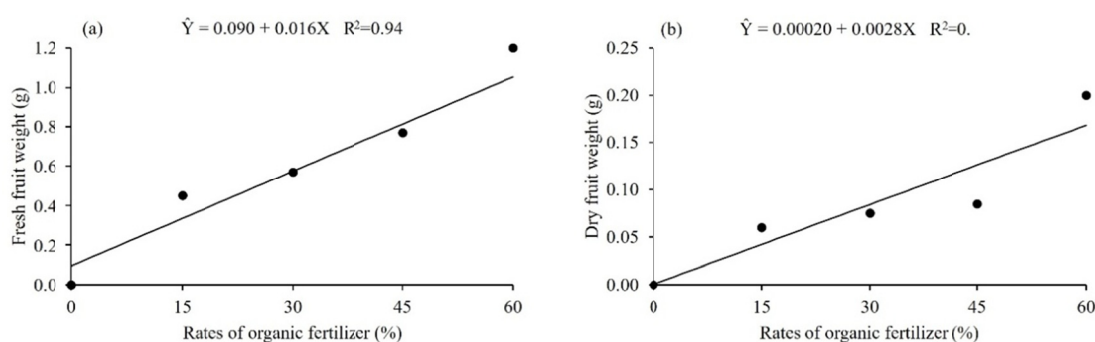 (a) Ŷ = 0.090 + 0.016X R²=0.94
1.2
1.0
0.8
0.6
0.4
0.2
0.0
Fresh fruit weight (g)
0 15 30 45 60
Rates of organic fertilizer (%)
(b) Ŷ = 0.00020 + 0.0028X R²=0.
0.25
0.20
0.15
0.10
0.05
0.00
Dry fruit weight (g)
0 15 30 45 60
Rates of organic fertilizer (%)